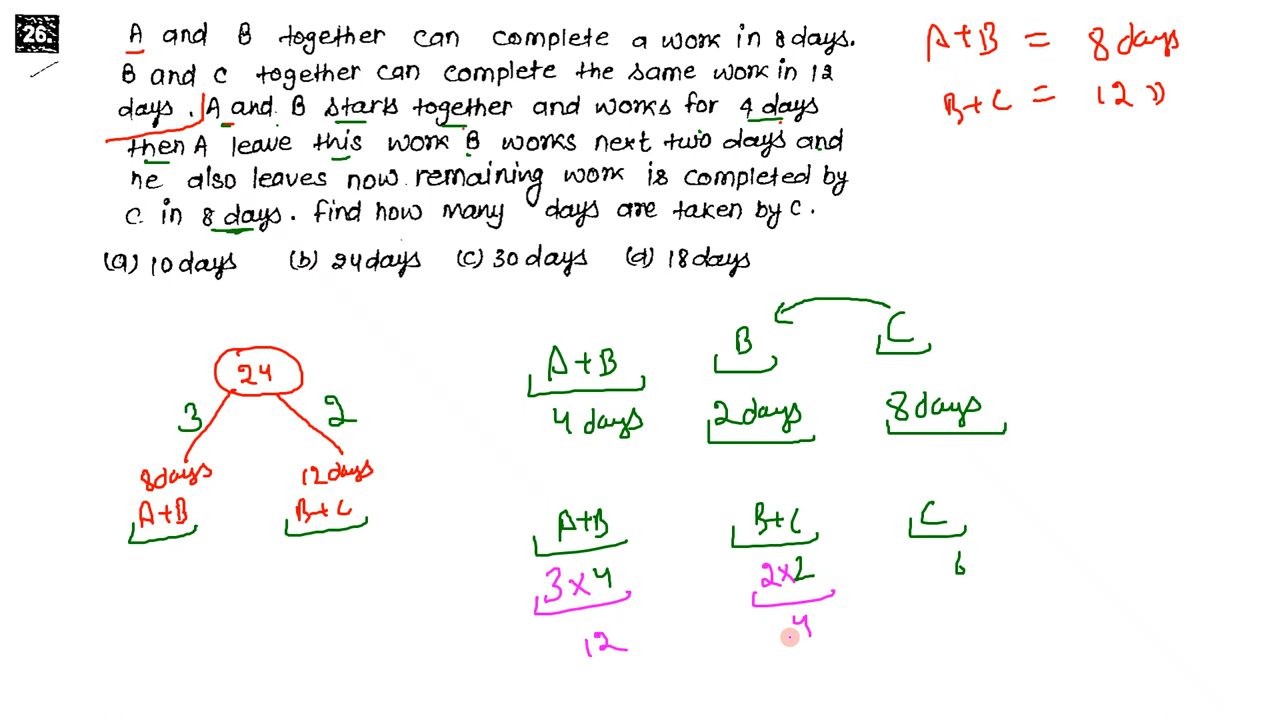 26.
A and B together can complete a work in 8 days.
B and C together can complete the same work in 12
days. A and B starts together and works for 4 days
then A leave this work B works next two days and
he also leaves now remaining work is completed by
C in 8 days. find how many days are taken by C.
(a) 10 days (b) 24 days (c) 30 days (d) 18 days
A+B = 8 days
B+C = 12 "
24
3 2
8days 12days
A+B B+C
A+B B C
4 days 2 days 8 days
A+B B+C C
3×4 2×2 6
12 4